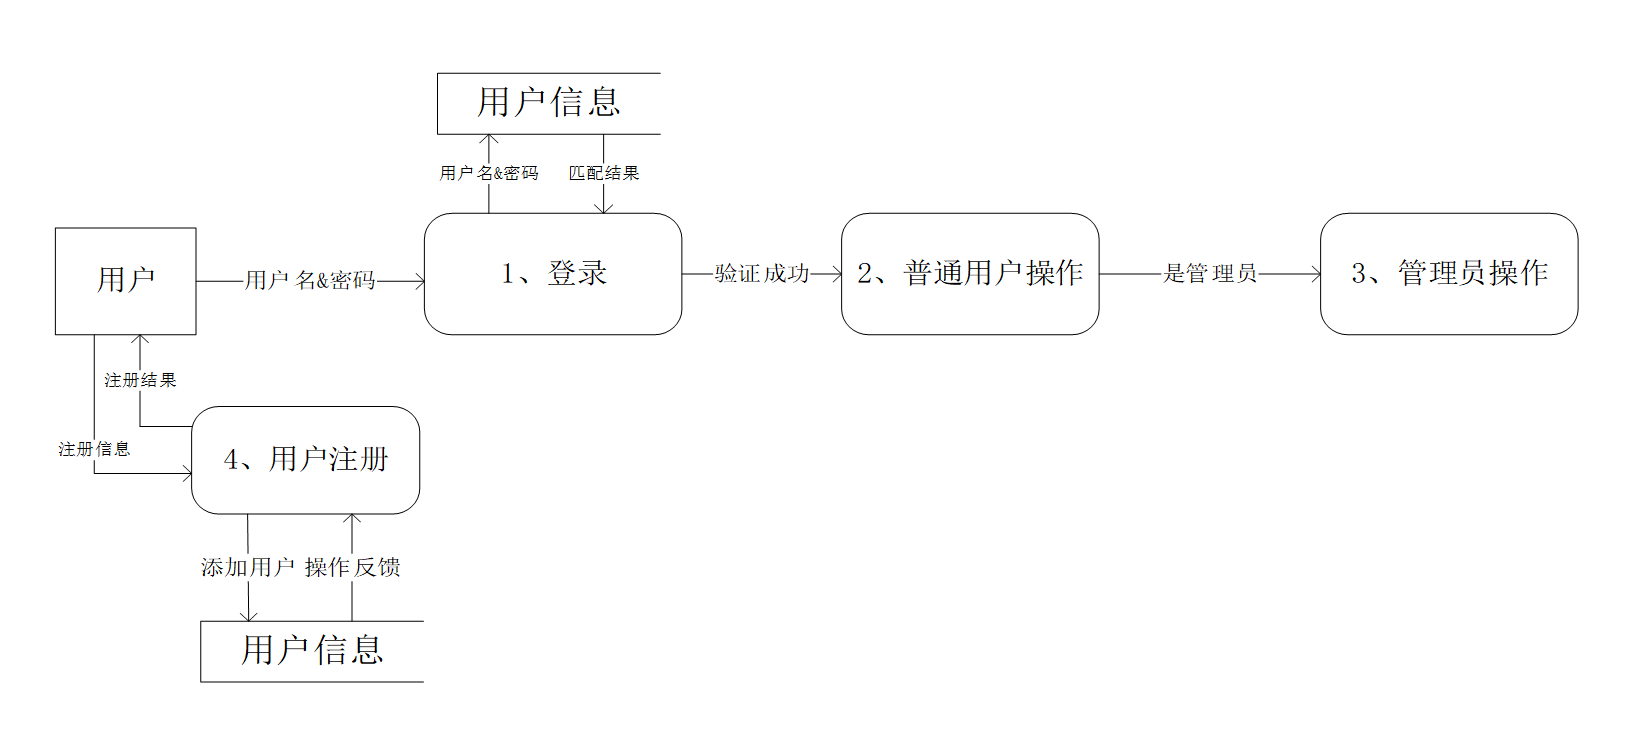 用户信息
用户名&密码
匹配结果
用户
用户名&密码
1、登录
验证成功
2、普通用户操作
是管理员
3、管理员操作
注册结果
注册信息
4、用户注册
添加用户
操作反馈
用户信息